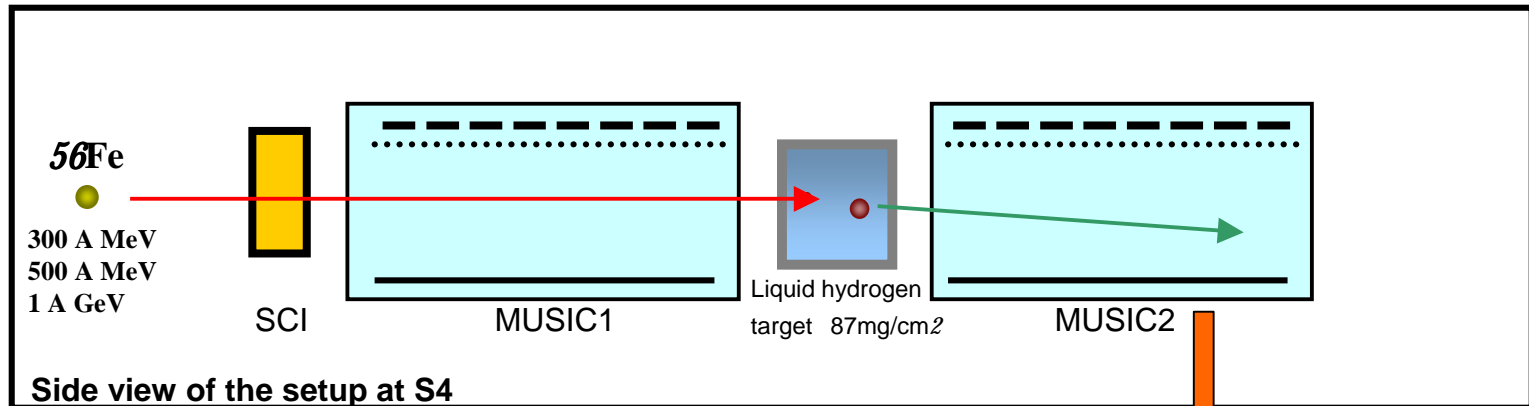 56Fe
300 A MeV
500 A MeV
1 A GeV
SCI
MUSIC1
Liquid hydrogen
target 87mg/cm2
MUSIC2
Side view of the setup at S4